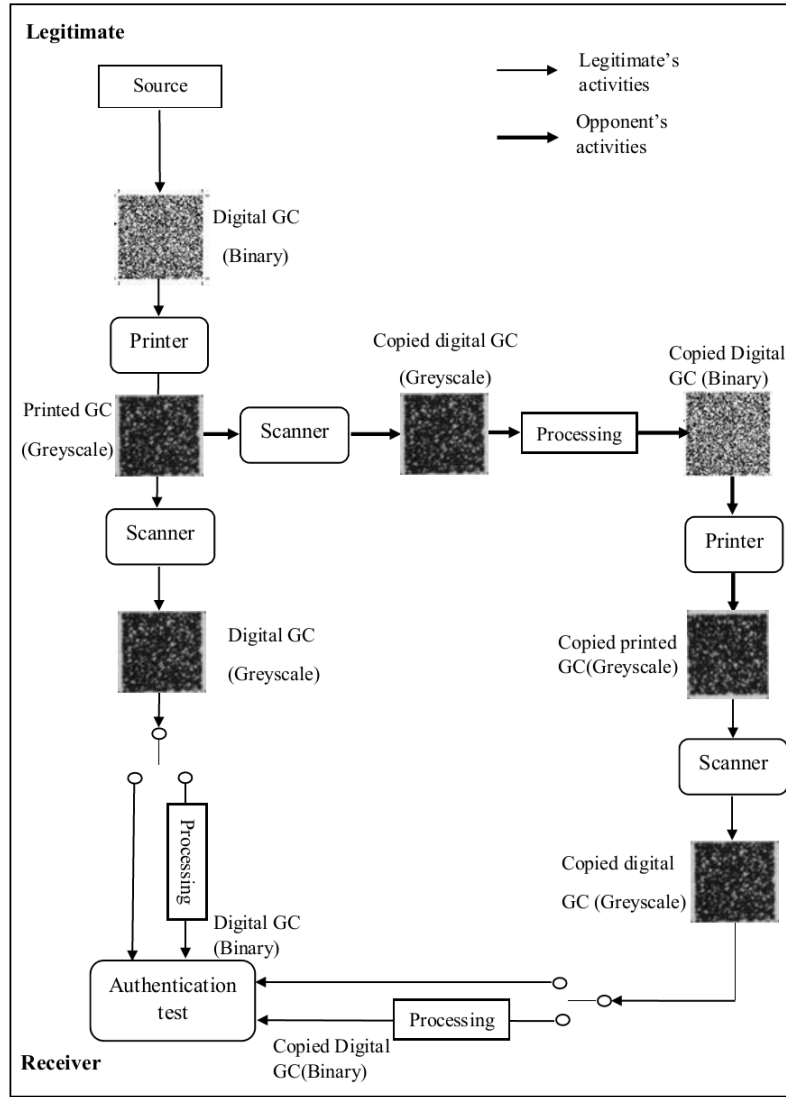 Legitimate
Legitimate's
activities
Source
Opponent's
activities
Digital GC
(Binary)
Printer
Copied digital GC
(Greyscale)
Copied Digital
GC (Binary)
Printed GC
(Greyscale)
Scanner
Processing
Scanner
Printer
Digital GC
(Greyscale)
Copied printed
GC(Greyscale)
Scanner
Processing
Copied digital
GC (Greyscale)
Digital GC
(Binary)
Authentication
test
Processing
Copied Digital
GC(Binary)
Receiver